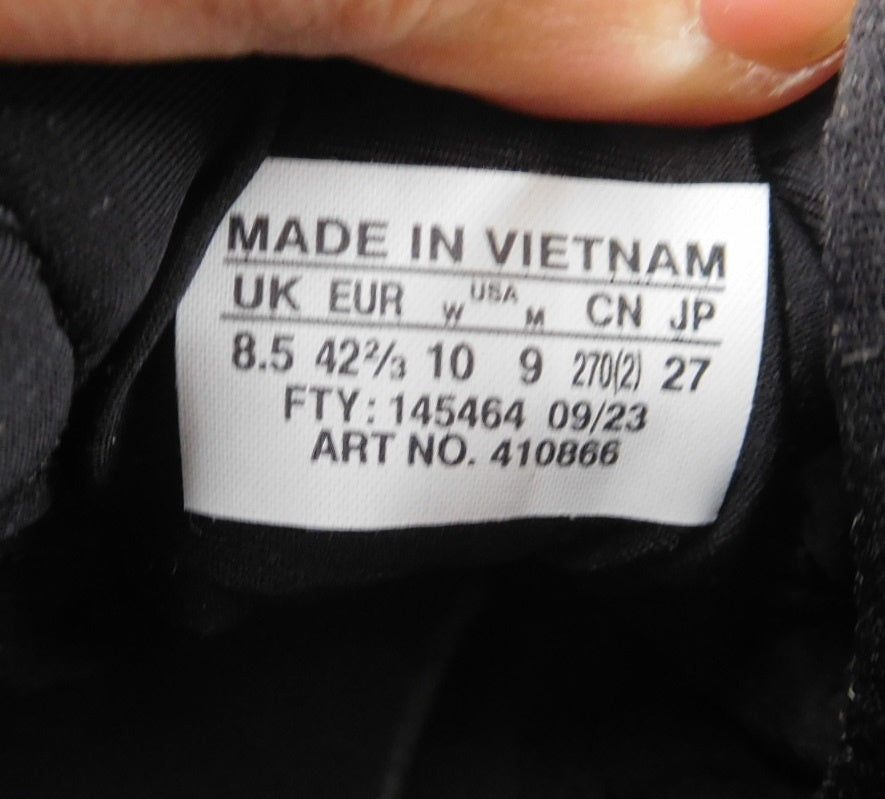 MADE IN VIETNAM
UK EUR W USA M CN JP
8.5 42⅔ 10 9 270(2) 27
FTY : 145464 09/23
ART NO. 410866